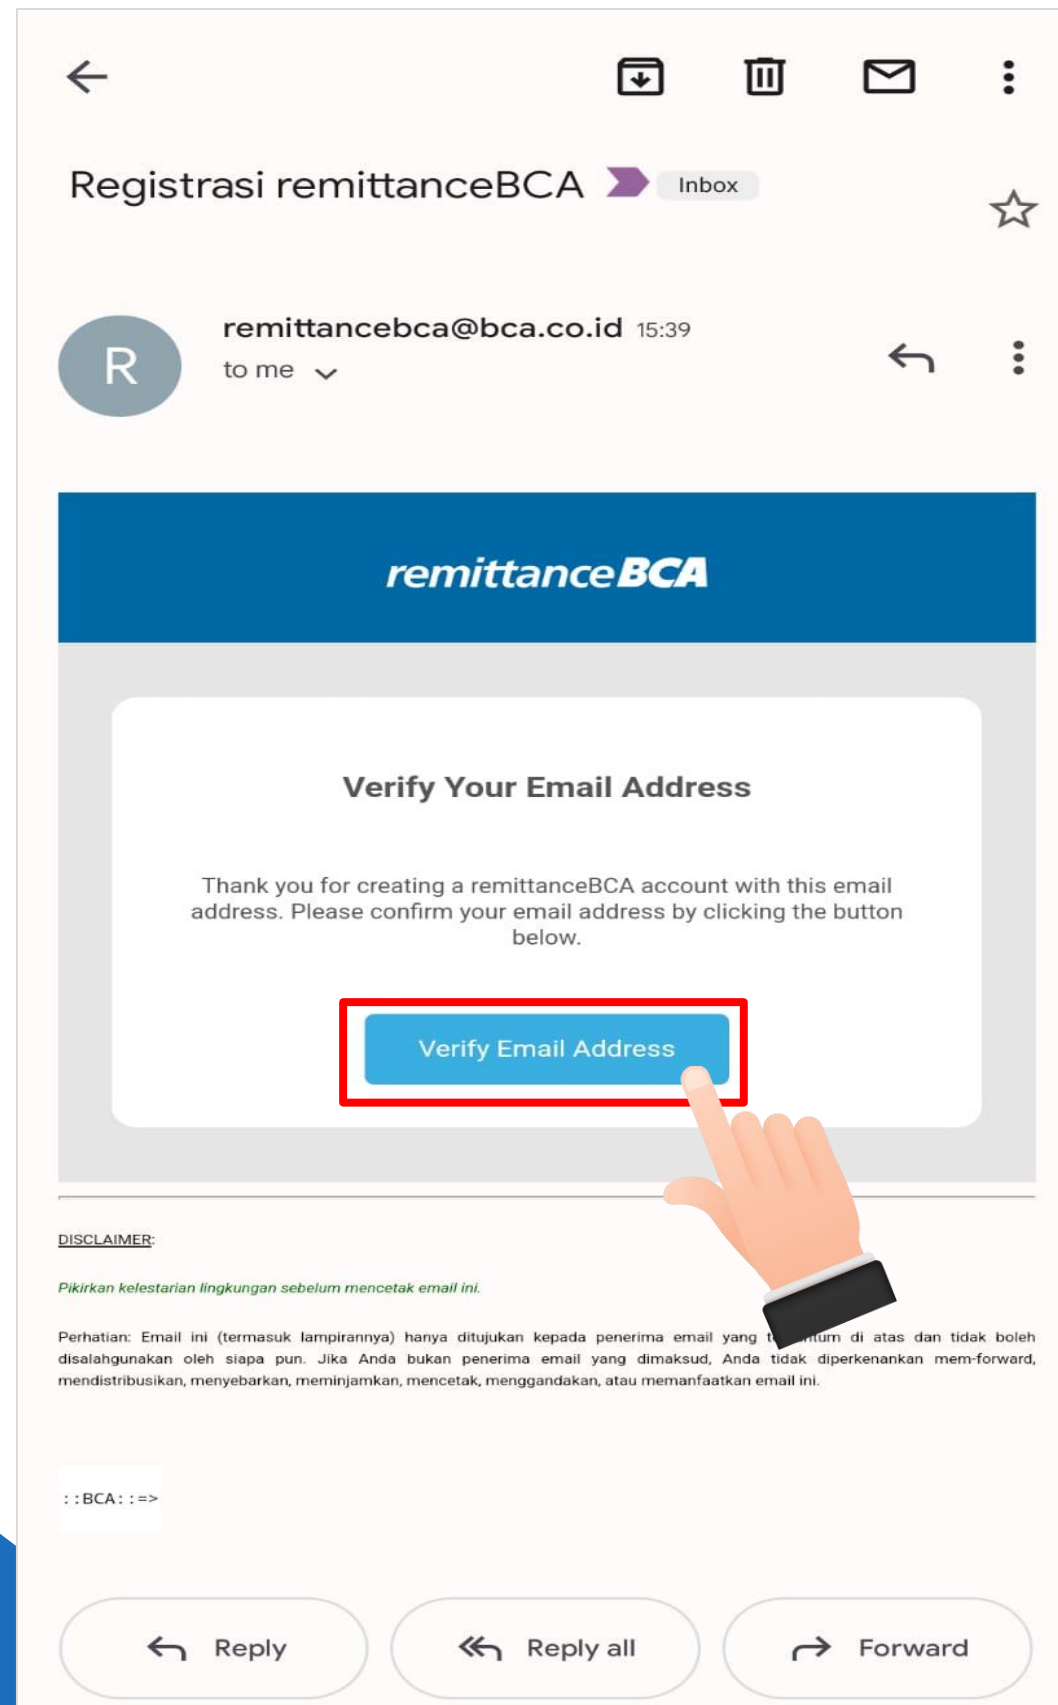 Registrasi remittanceBCA Inbox
remittancebca@bca.co.id 15:39
R
to me
remittance BCA
Verify Your Email Address
Thank you for creating a remittanceBCA account with this email
address. Please confirm your email address by clicking the button
below.
Verify Email Address
DISCLAIMER:
Pikirkan kelestarian lingkungan sebelum mencetak email ini.
Perhatian: Email ini (termasuk lampirannya) hanya ditujukan kepada penerima email yang di atas dan tidak boleh
disalahgunakan oleh siapa pun. Jika Anda bukan penerima email yang dimaksud, Anda tidak diperkenankan mem-forward,
mendistribusikan, menyebarkan, meminjamkan, mencetak, menggandakan, atau memanfaatkan email ini.
::BCA::=>
Reply Reply all Forward